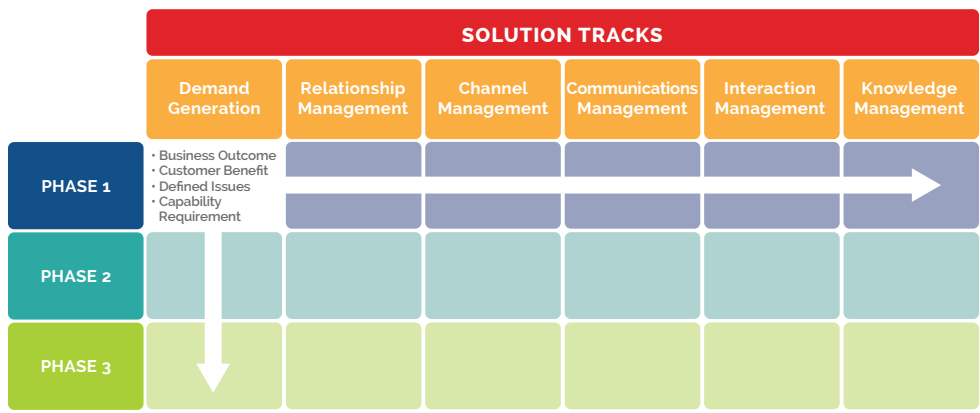 SOLUTION TRACKS
Demand
Generation
Relationship
Management
Channel
Management
Communications
Management
Interaction
Management
Knowledge
Management
PHASE 1
• Business Outcome
• Customer Benefit
• Defined Issues
• Capability
Requirement
PHASE 2
PHASE 3